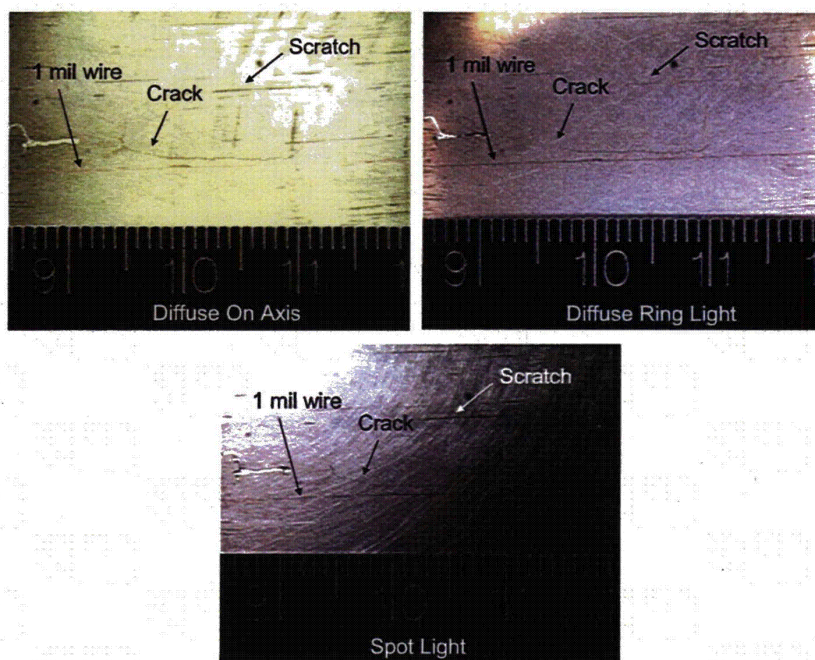 Scratch
1 mil wire
Crack
9 10 11
Diffuse On Axis
Scratch
1 mil wire
Crack
9 10 11
Diffuse Ring Light
Scratch
1 mil wire
Crack
10
Spot Light